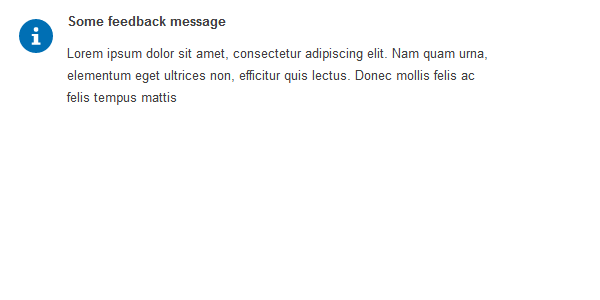 Some feedback message
Lorem ipsum dolor sit amet, consectetur adipiscing elit. Nam quam urna,
elementum eget ultrices non, efficitur quis lectus. Donec mollis felis ac
felis tempus mattis